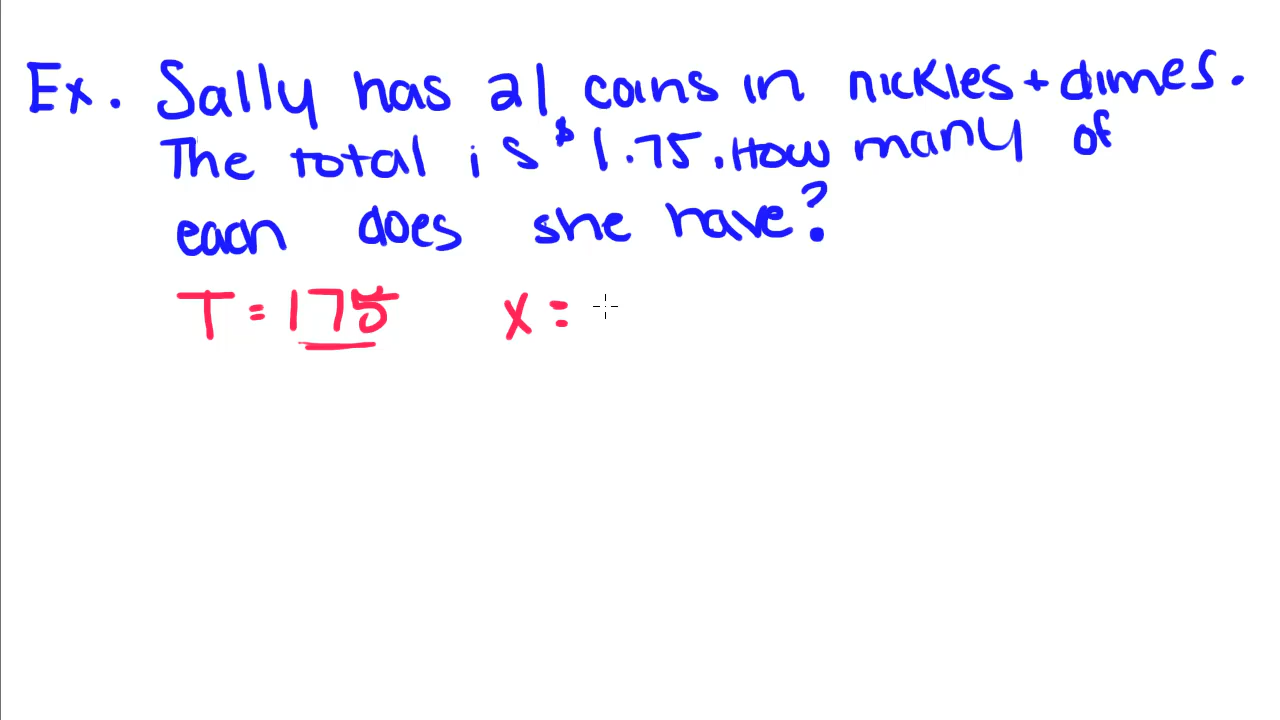 Ex. Sally has 21 coins in nickles + dimes.
The total is $1.75. How many of
each does she have?
T = 175 x =